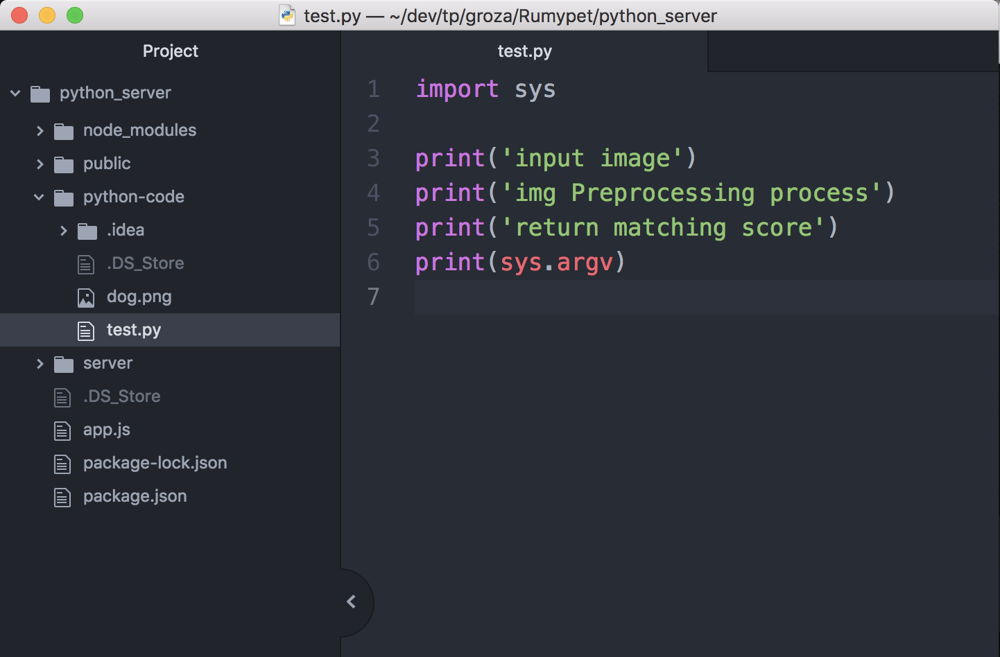 test.py — ~/dev/tp/groza/Rumypet/python_server
Project
python_server
node_modules
public
python-code
.idea
.DS_Store
dog.png
test.py
server
.DS_Store
app.js
package-lock.json
package.json
test.py
1 import sys
2
3 print('input image')
4 print('img Preprocessing process')
5 print('return matching score')
6 print(sys.argv)
7